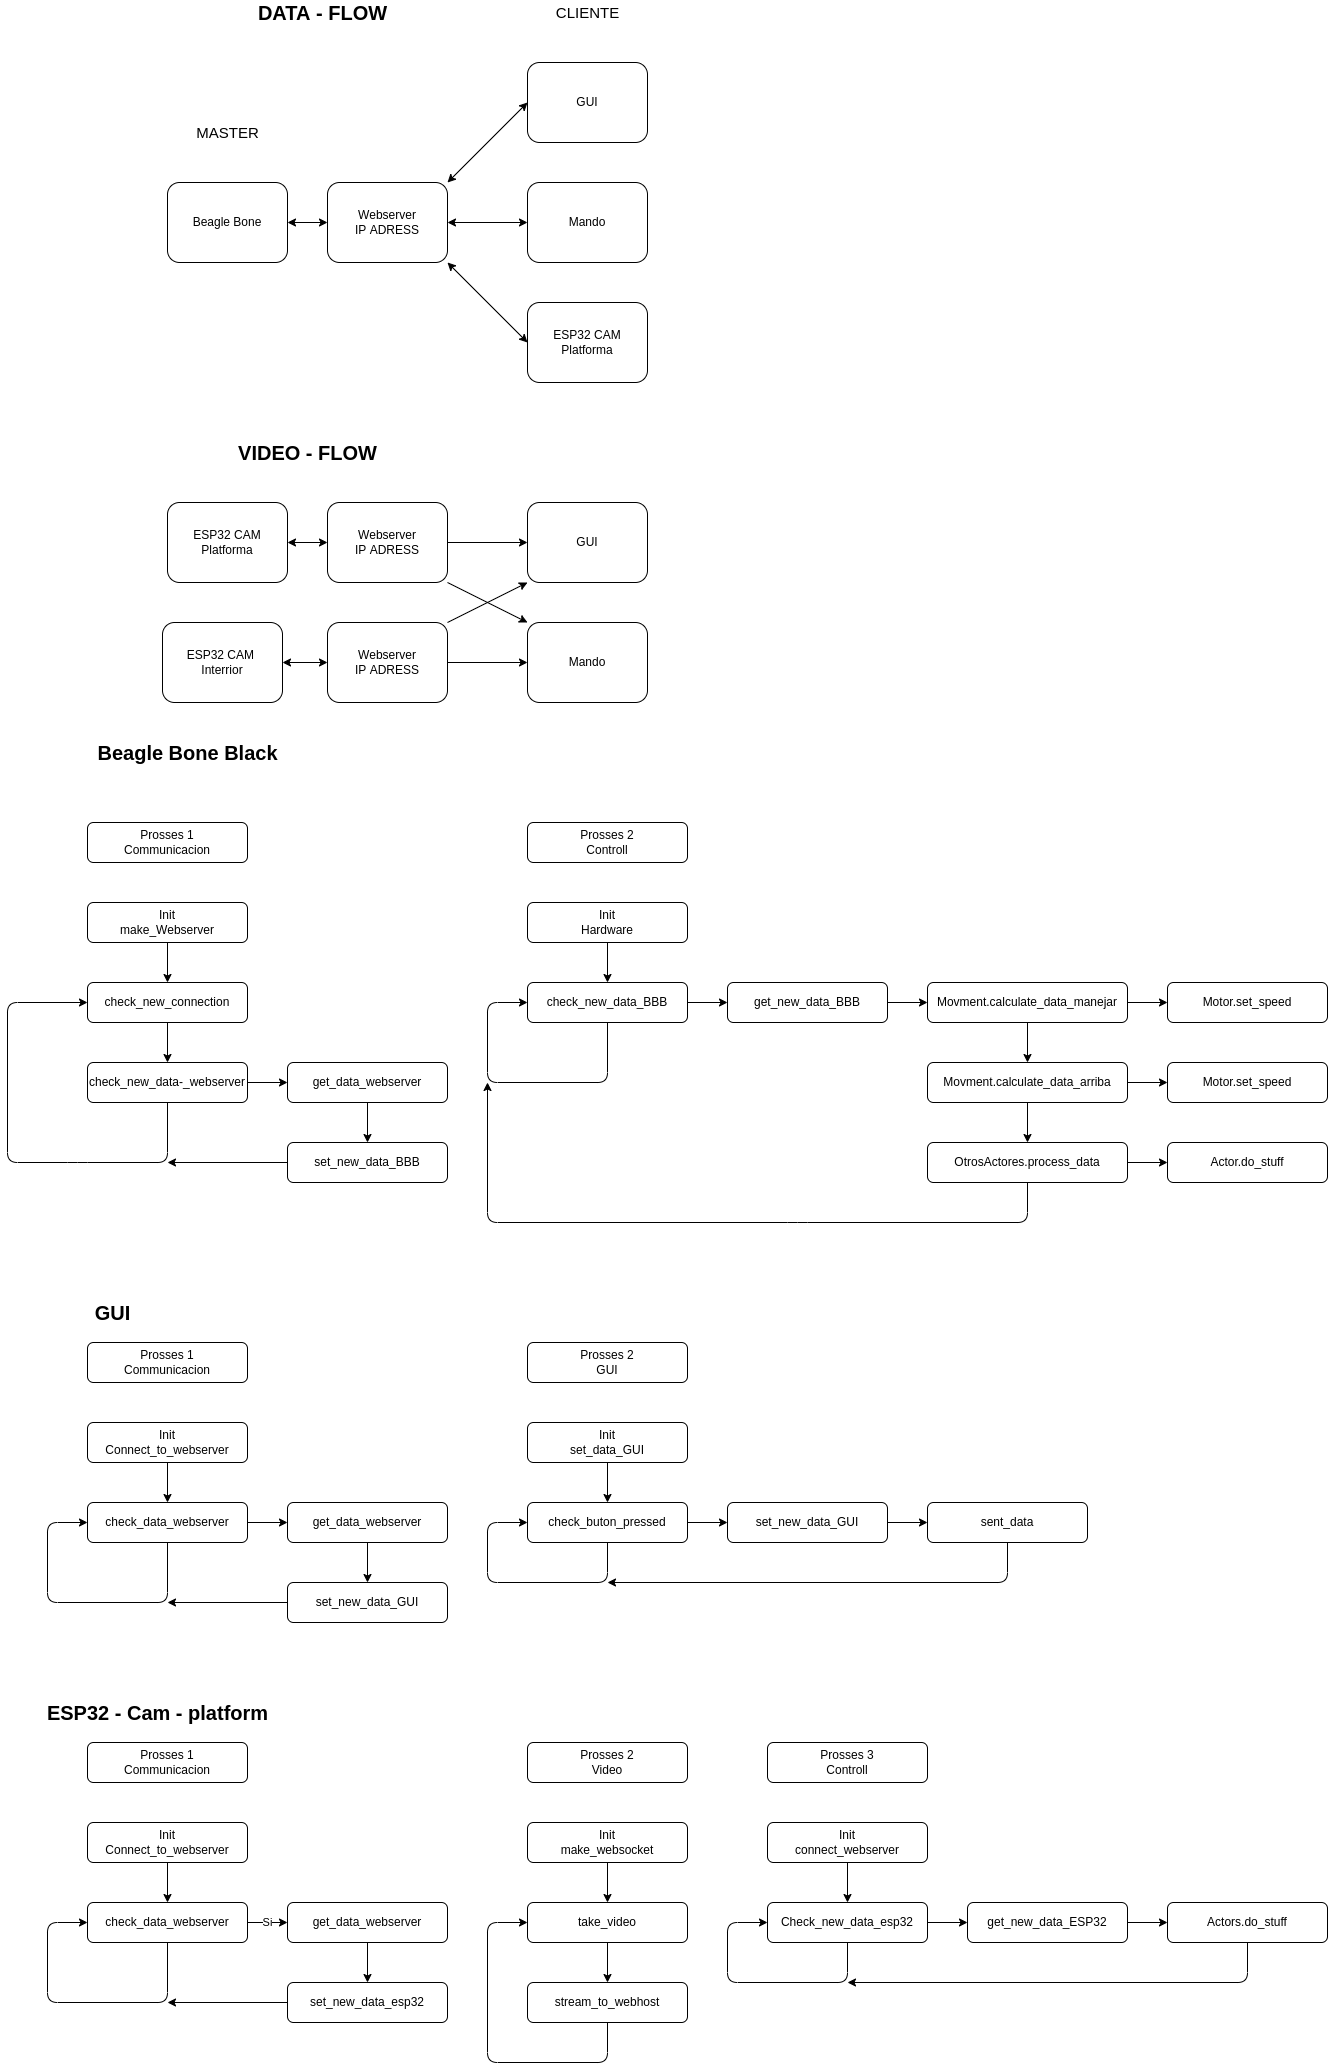 DATA - FLOW
CLIENTE
GUI
MASTER
Beagle Bone
Webserver
IP ADRESS
Mando
ESP32 CAM
Platforma
VIDEO - FLOW
ESP32 CAM
Platforma
Webserver
IP ADRESS
GUI
ESP32 CAM
Interrior
Webserver
IP ADRESS
Mando
Beagle Bone Black
Prosses 1
Communicacion
Prosses 2
Controll
Init
make_Webserver
Init
Hardware
check_new_connection
check_new_data_BBB
get_new_data_BBB
Movment.calculate_data_manejar
Motor.set_speed
check_new_data-_webserver
get_data_webserver
Movment.calculate_data_arriba
Motor.set_speed
set_new_data_BBB
OtrosActores.process_data
Actor.do_stuff
GUI
Prosses 1
Communicacion
Prosses 2
GUI
Init
Connect_to_webserver
Init
set_data_GUI
check_data_webserver
get_data_webserver
check_buton_pressed
set_new_data_GUI
sent_data
set_new_data_GUI
ESP32 - Cam - platform
Prosses 1
Communicacion
Prosses 2
Video
Prosses 3
Controll
Init
Connect_to_webserver
Init
make_websocket
Init
connect_webserver
check_data_webserver
Si
get_data_webserver
take_video
Check_new_data_esp32
get_new_data_ESP32
Actors.do_stuff
set_new_data_esp32
stream_to_webhost